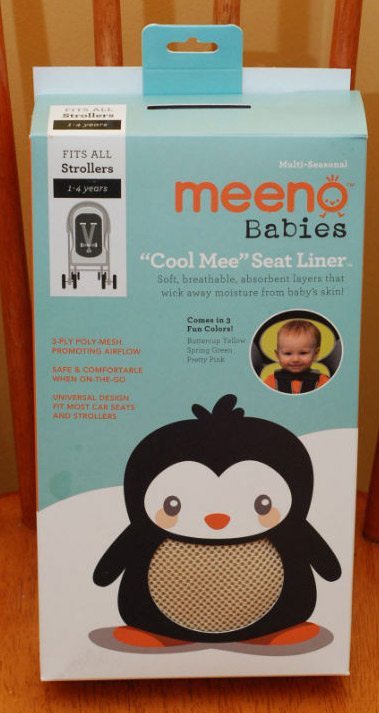 FITS ALL
Strollers
1-4 years
FITS ALL
Strollers
1-4 years
Multi-Seasonal
meeno™
Babies
“Cool Mee” Seat Liner™
Soft, breathable, absorbent layers that
wick away moisture from baby's skin!
Comes in 3
Fun Colors!
Buttercup Yellow
Spring Green
Pretty Pink
3-PLY POLY-MESH
PROMOTING AIRFLOW
SAFE & COMFORTABLE
WHEN ON-THE-GO
UNIVERSAL DESIGN
FIT MOST CAR SEATS
AND STROLLERS